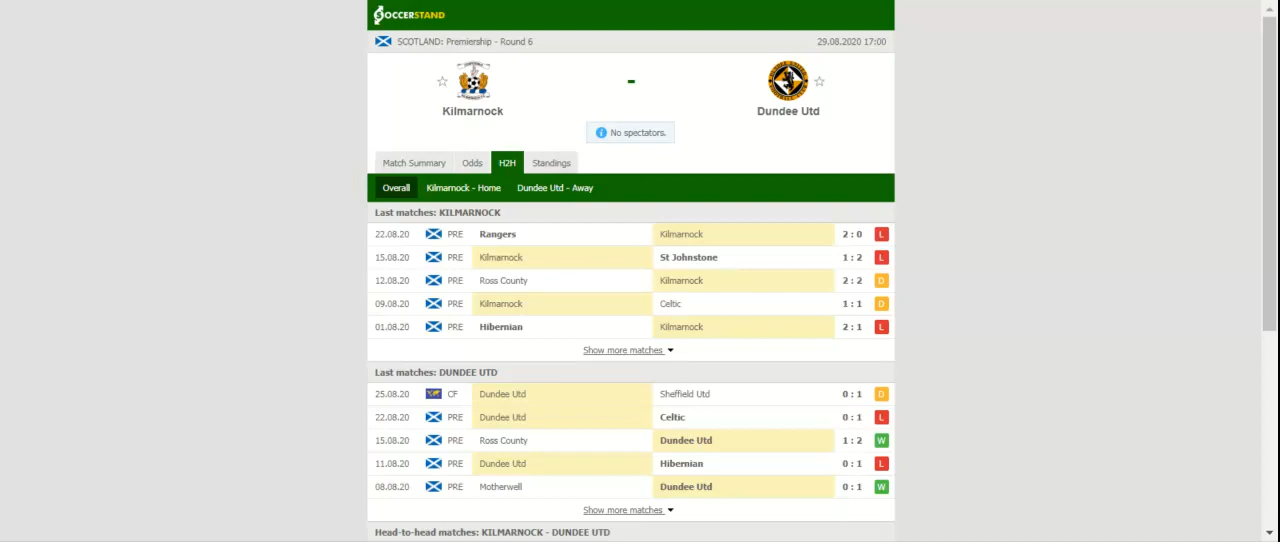 SOCCERSTAND
SCOTLAND: Premiership - Round 6 29.08.2020 17:00
-
Kilmarnock Dundee Utd
No spectators.
Match Summary Odds H2H Standings
Overall Kilmarnock - Home Dundee Utd - Away
Last matches: KILMARNOCK
22.08.20 PRE Rangers Kilmarnock 2 : 0 L
15.08.20 PRE Kilmarnock St Johnstone 1 : 2 L
12.08.20 PRE Ross County Kilmarnock 2 : 2 D
09.08.20 PRE Kilmarnock Celtic 1 : 1 D
01.08.20 PRE Hibernian Kilmarnock 2 : 1 L
Show more matches
Last matches: DUNDEE UTD
25.08.20 CF Dundee Utd Sheffield Utd 0 : 1 D
22.08.20 PRE Dundee Utd Celtic 0 : 1 L
15.08.20 PRE Ross County Dundee Utd 1 : 2 W
11.08.20 PRE Dundee Utd Hibernian 0 : 1 L
08.08.20 PRE Motherwell Dundee Utd 0 : 1 W
Show more matches
Head-to-head matches: KILMARNOCK - DUNDEE UTD